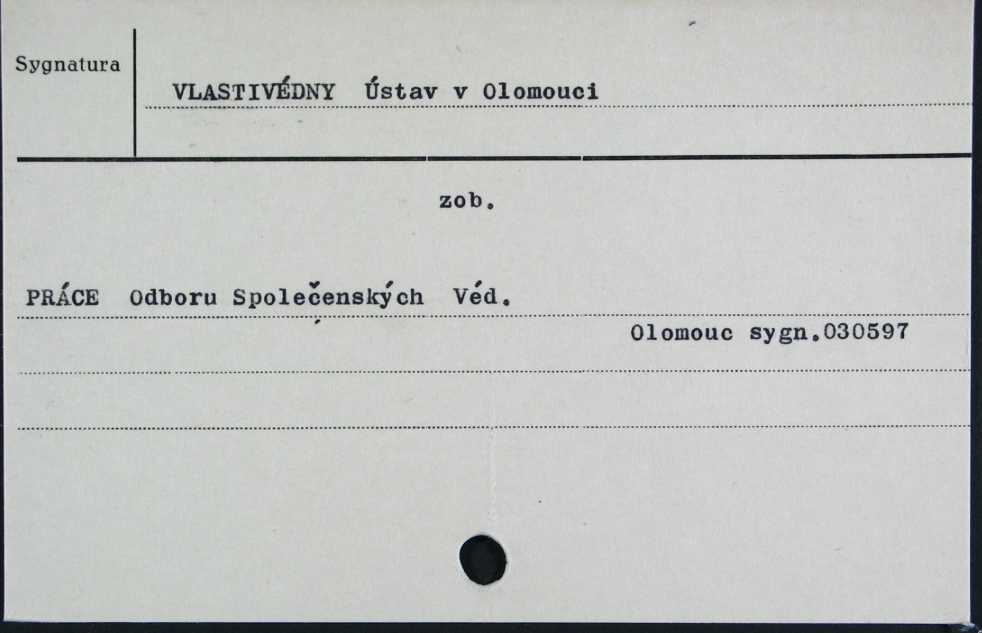 Sygnatura
VLASTIVÉDNY Ústav v Olomouci
zob.
PRÁCE Odboru Společenských Véd.
Olomouc sygn.030597